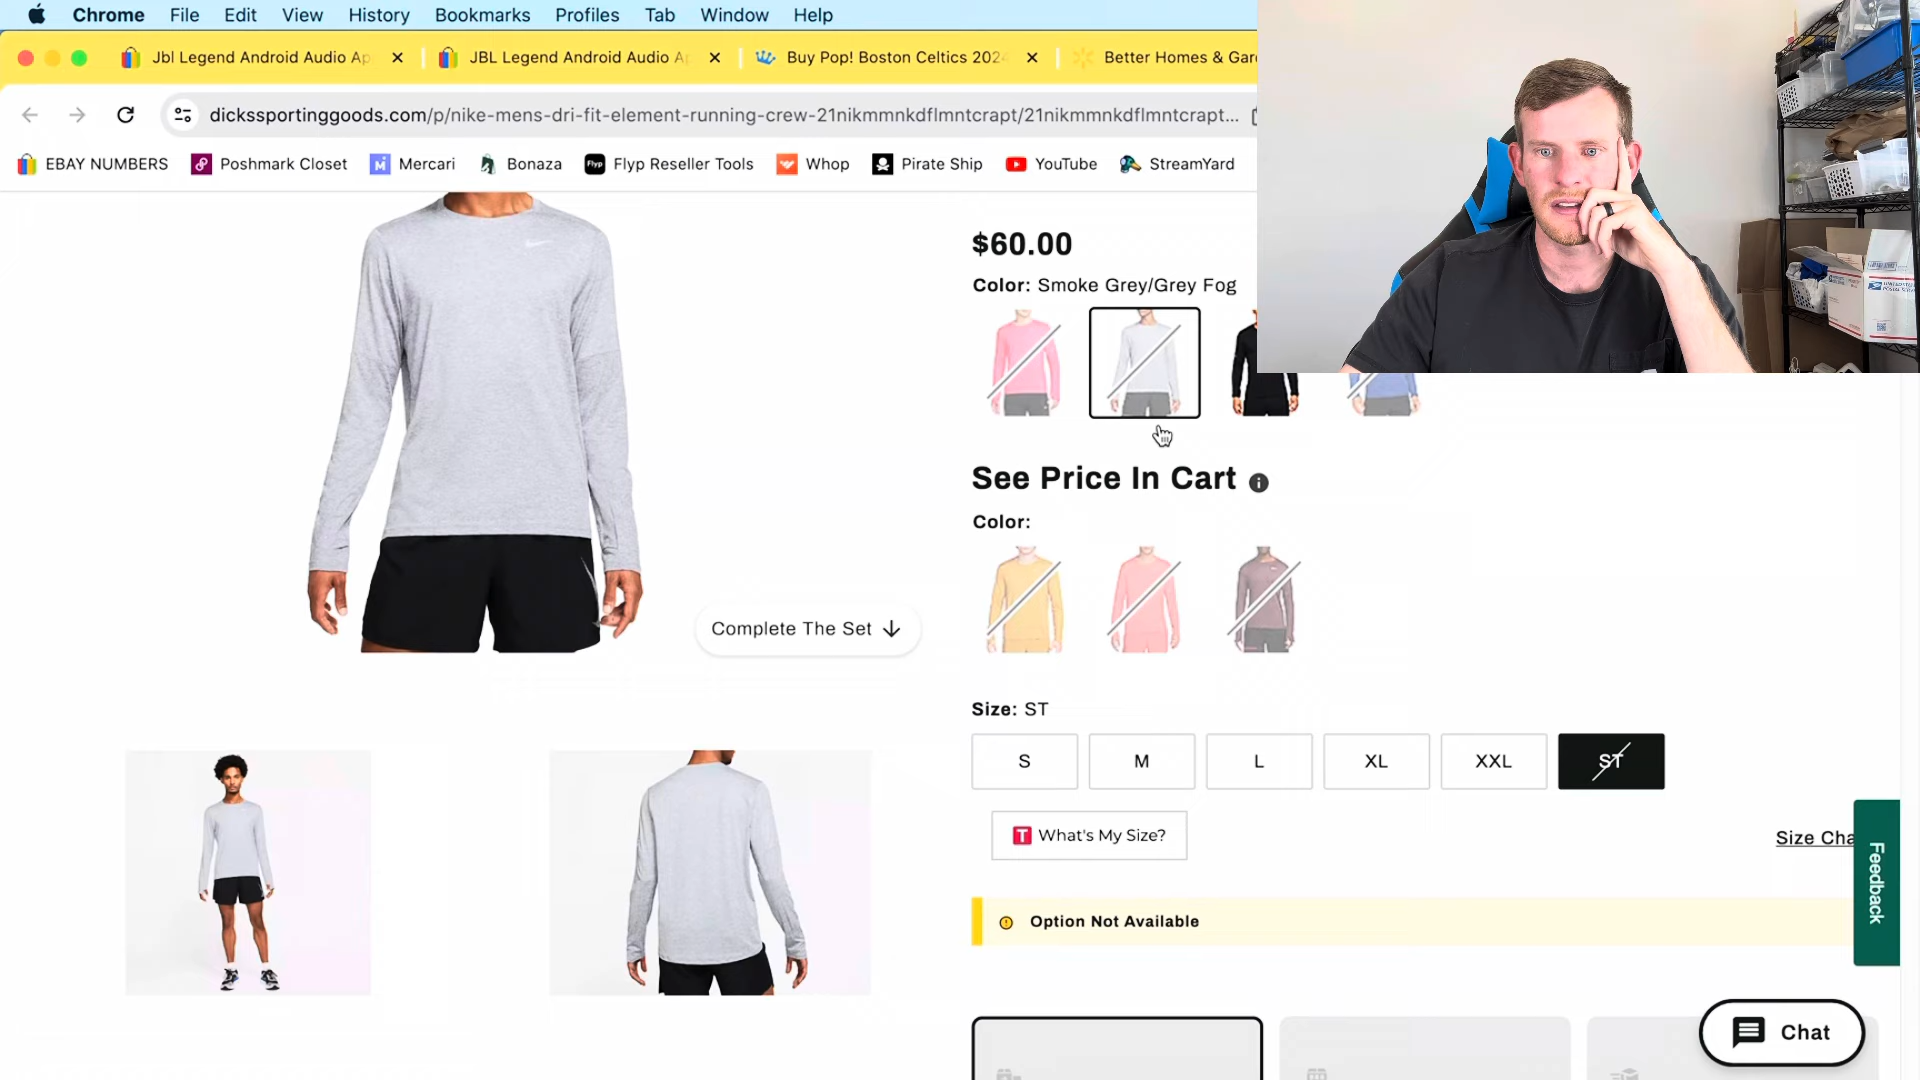 Chrome File Edit View History Bookmarks Profiles Tab Window Help
Jbl Legend Android Audio Ap JBL Legend Android Audio A Buy Pop! Boston Celtics 2024 Better Homes & Gar
dickssportinggoods.com/p/nike-mens-dri-fit-element-running-crew-21nikmmnkdflmntcrapt/21nikmmnkdflmntcrapt...
EBAY NUMBERS Poshmark Closet Mercari Bonaza Flyp Flyp Reseller Tools Whop Pirate Ship YouTube StreamYard
$60.00
Color: Smoke Grey/Grey Fog
See Price In Cart
Color:
Complete The Set
Size: ST
S M L XL XXL ST
T What's My Size?
Size Cha
Feedback
Option Not Available
Chat